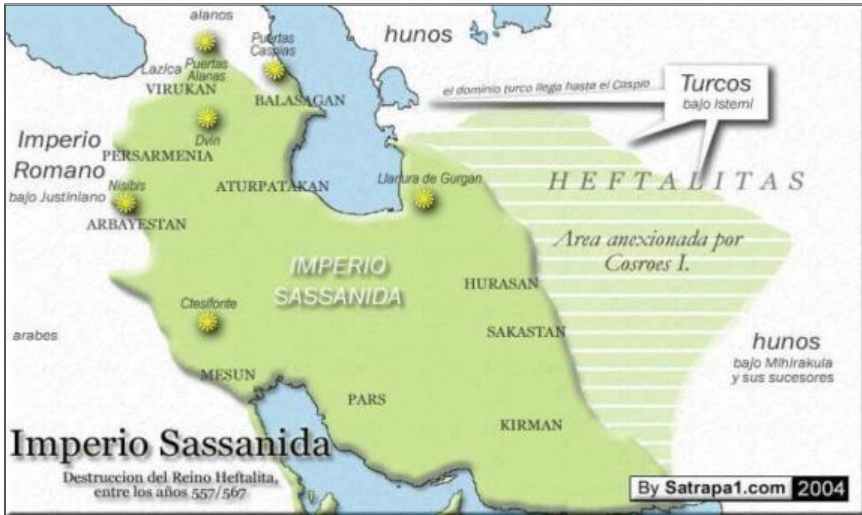 alanos
hunos
Puertas
Caspias
Lazica
Puertas
Alanas
VIRUKAN
BALASAGAN
el dominio turco llega hasta el Caspio
Turcos
bajo Istemi
Imperio
Romano
bajo Justiniano
Dvin
PERSARMENIA
Nisibis
ARBAYESTAN
ATURPATAKAN
Llanura de Gurgan
HEFTALITAS
Area anexionada por
Cosroes I.
IMPERIO
SASSANIDA
HURASAN
Ctesifonte
SAKASTAN
arabes
hunos
bajo Mihirakula
y sus sucesores
MESUN
PARS
KIRMAN
Imperio Sassanida
Destruccion del Reino Heftalita,
entre los años 557/567
By Satrapa1.com 2004